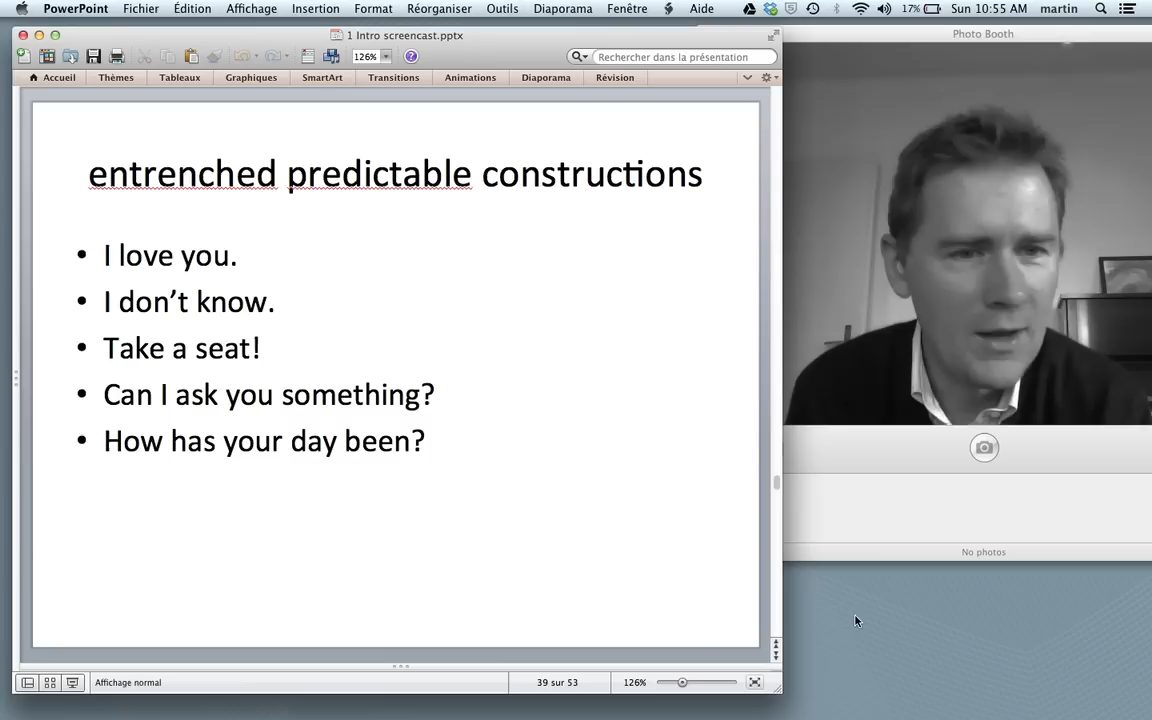 PowerPoint Fichier Édition Affichage Insertion Format Réorganiser Outils Diaporama Fenêtre Aide 17% Sun 10:55 AM martin
1 Intro screencast.pptx
Photo Booth
126%
Rechercher dans la présentation
Accueil Thèmes Tableaux Graphiques SmartArt Transitions Animations Diaporama Révision
entrenched predictable constructions
• I love you.
• I don’t know.
• Take a seat!
• Can I ask you something?
• How has your day been?
No photos
Affichage normal 39 sur 53 126%